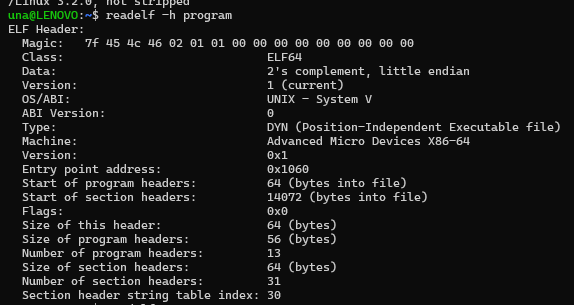 /Linux 3.2.0, not stripped
una@LENOVO:~$ readelf -h program
ELF Header:
  Magic:   7f 45 4c 46 02 01 01 00 00 00 00 00 00 00 00 00
  Class:                             ELF64
  Data:                              2's complement, little endian
  Version:                           1 (current)
  OS/ABI:                            UNIX - System V
  ABI Version:                       0
  Type:                              DYN (Position-Independent Executable file)
  Machine:                           Advanced Micro Devices X86-64
  Version:                           0x1
  Entry point address:               0x1060
  Start of program headers:          64 (bytes into file)
  Start of section headers:          14072 (bytes into file)
  Flags:                             0x0
  Size of this header:               64 (bytes)
  Size of program headers:           56 (bytes)
  Number of program headers:         13
  Size of section headers:           64 (bytes)
  Number of section headers:         31
  Section header string table index: 30